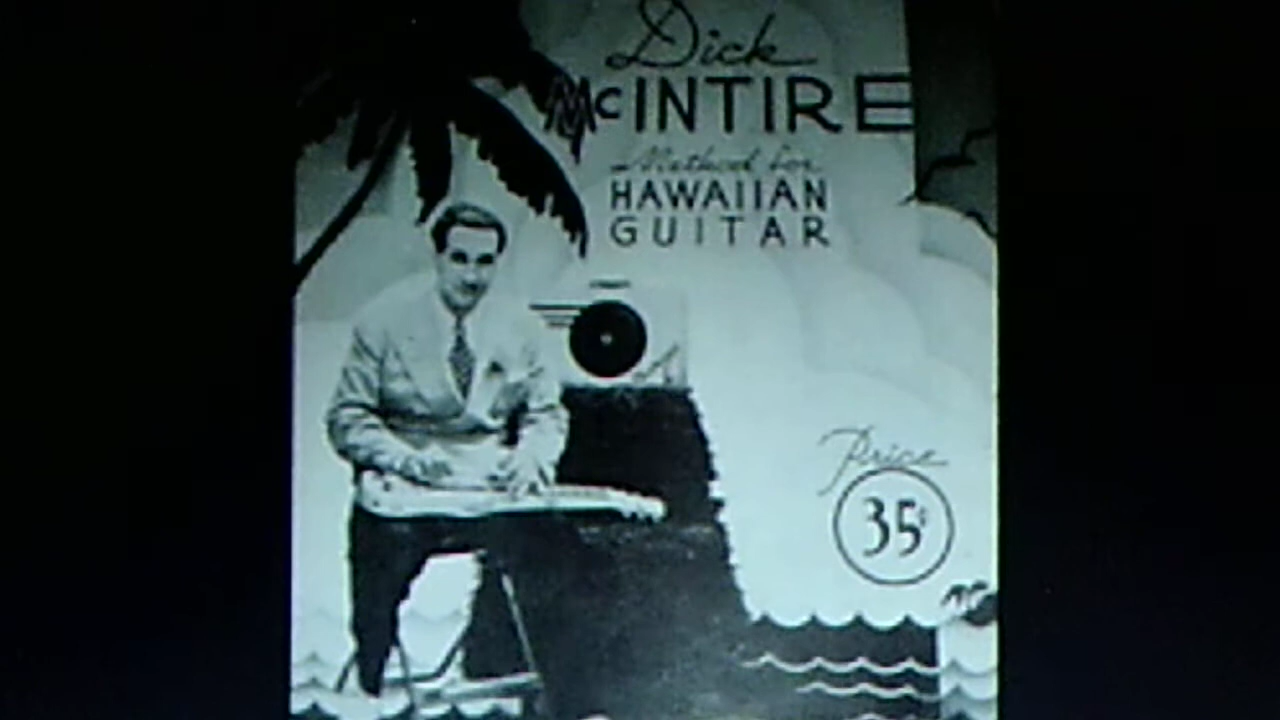 Dick
McINTIRE
Method for
HAWAIIAN
GUITAR
Price
35¢